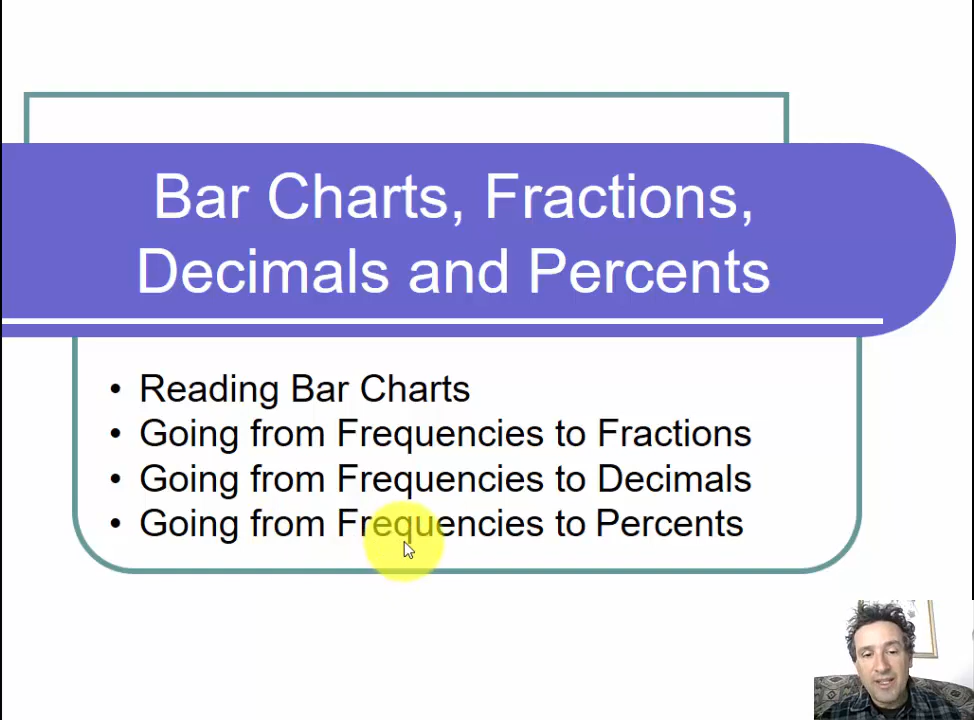 Bar Charts, Fractions,
Decimals and Percents
• Reading Bar Charts
• Going from Frequencies to Fractions
• Going from Frequencies to Decimals
• Going from Frequencies to Percents